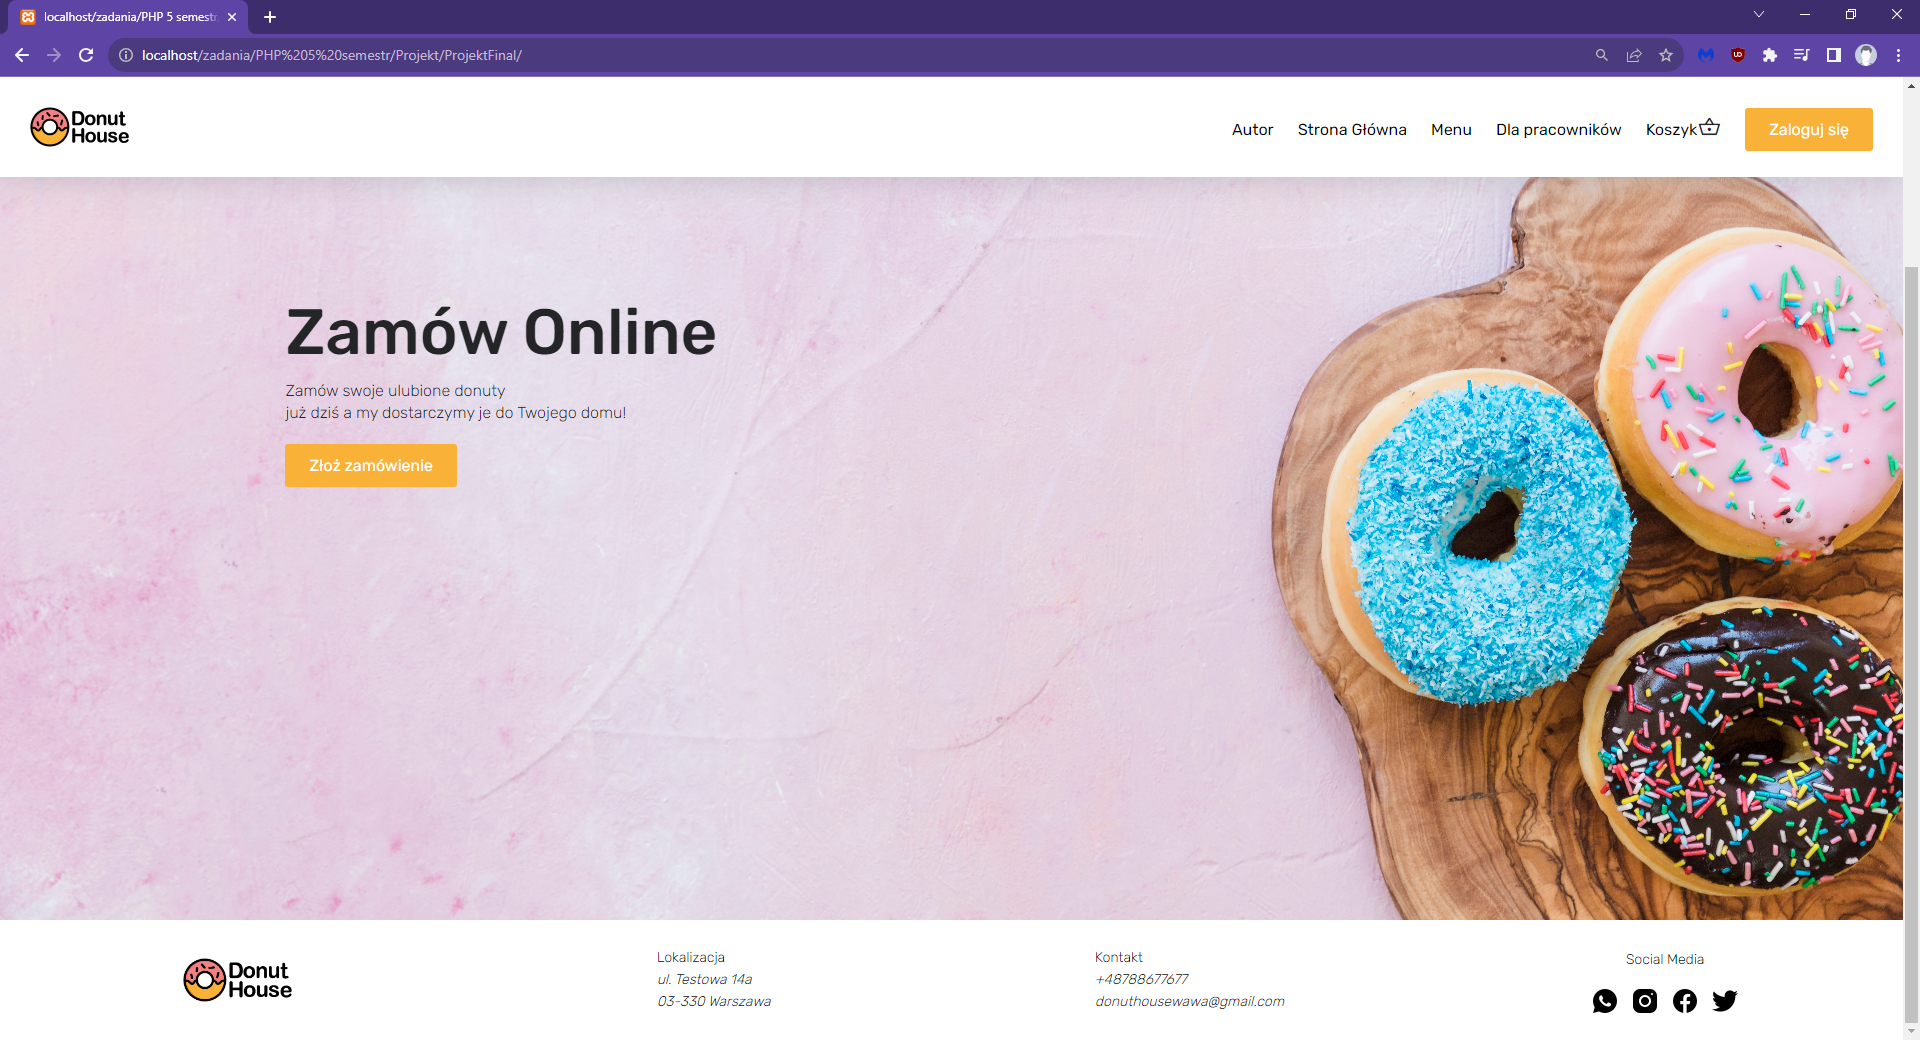 localhost/zadania/PHP 5 semestr
localhost/zadania/PHP%205%20semestr/Projekt/ProjektFinal/
Donut
House
Autor
Strona Główna
Menu
Dla pracowników
Koszyk
Zaloguj się
Zamów Online
Zamów swoje ulubione donuty
już dziś a my dostarczymy je do Twojego domu!
Złoż zamówienie
Donut
House
Lokalizacja
ul. Testowa 14a
03-330 Warszawa
Kontakt
+48788677677
donuthousewawa@gmail.com
Social Media